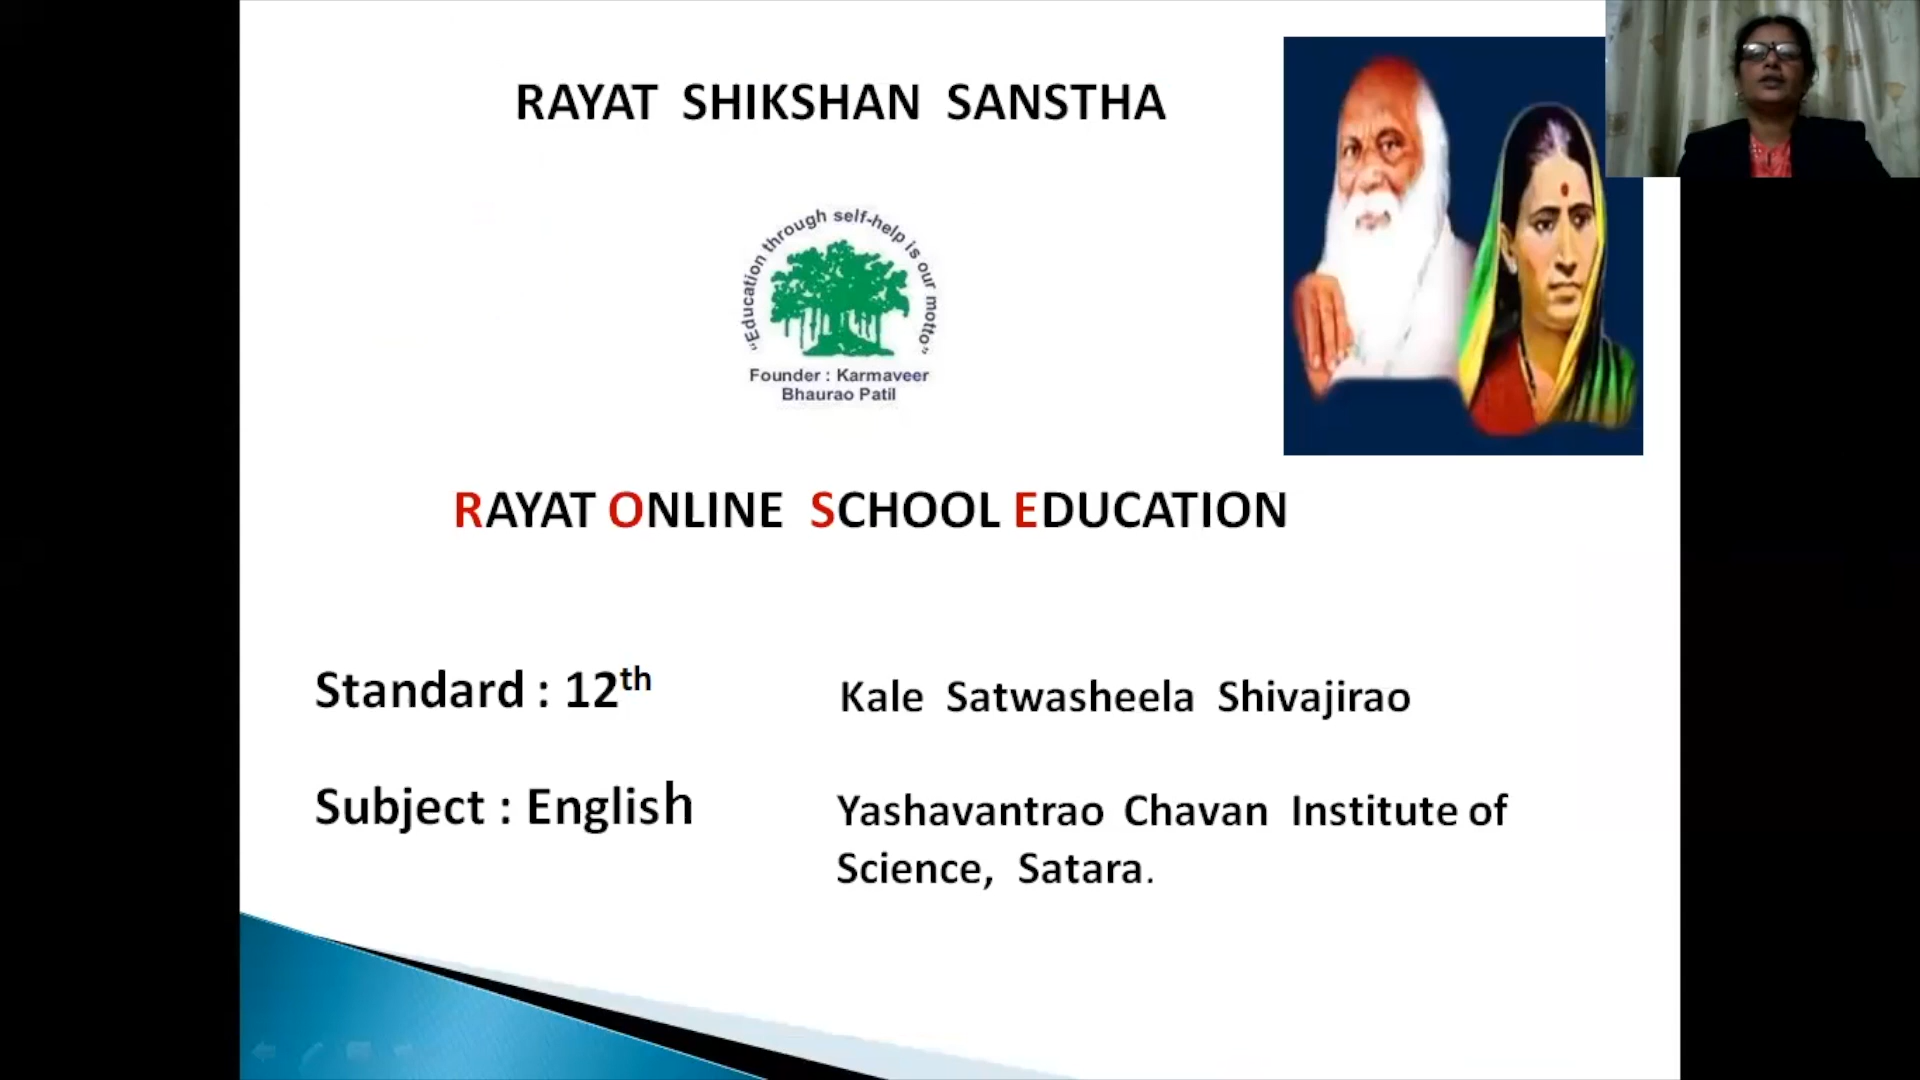 RAYAT SHIKSHAN SANSTHA
"Education through self-help is our motto"
Founder : Karmaveer
Bhaurao Patil
RAYAT ONLINE SCHOOL EDUCATION
Standard : 12th
Kale Satwasheela Shivajirao
Subject : English
Yashavantrao Chavan Institute of
Science, Satara.